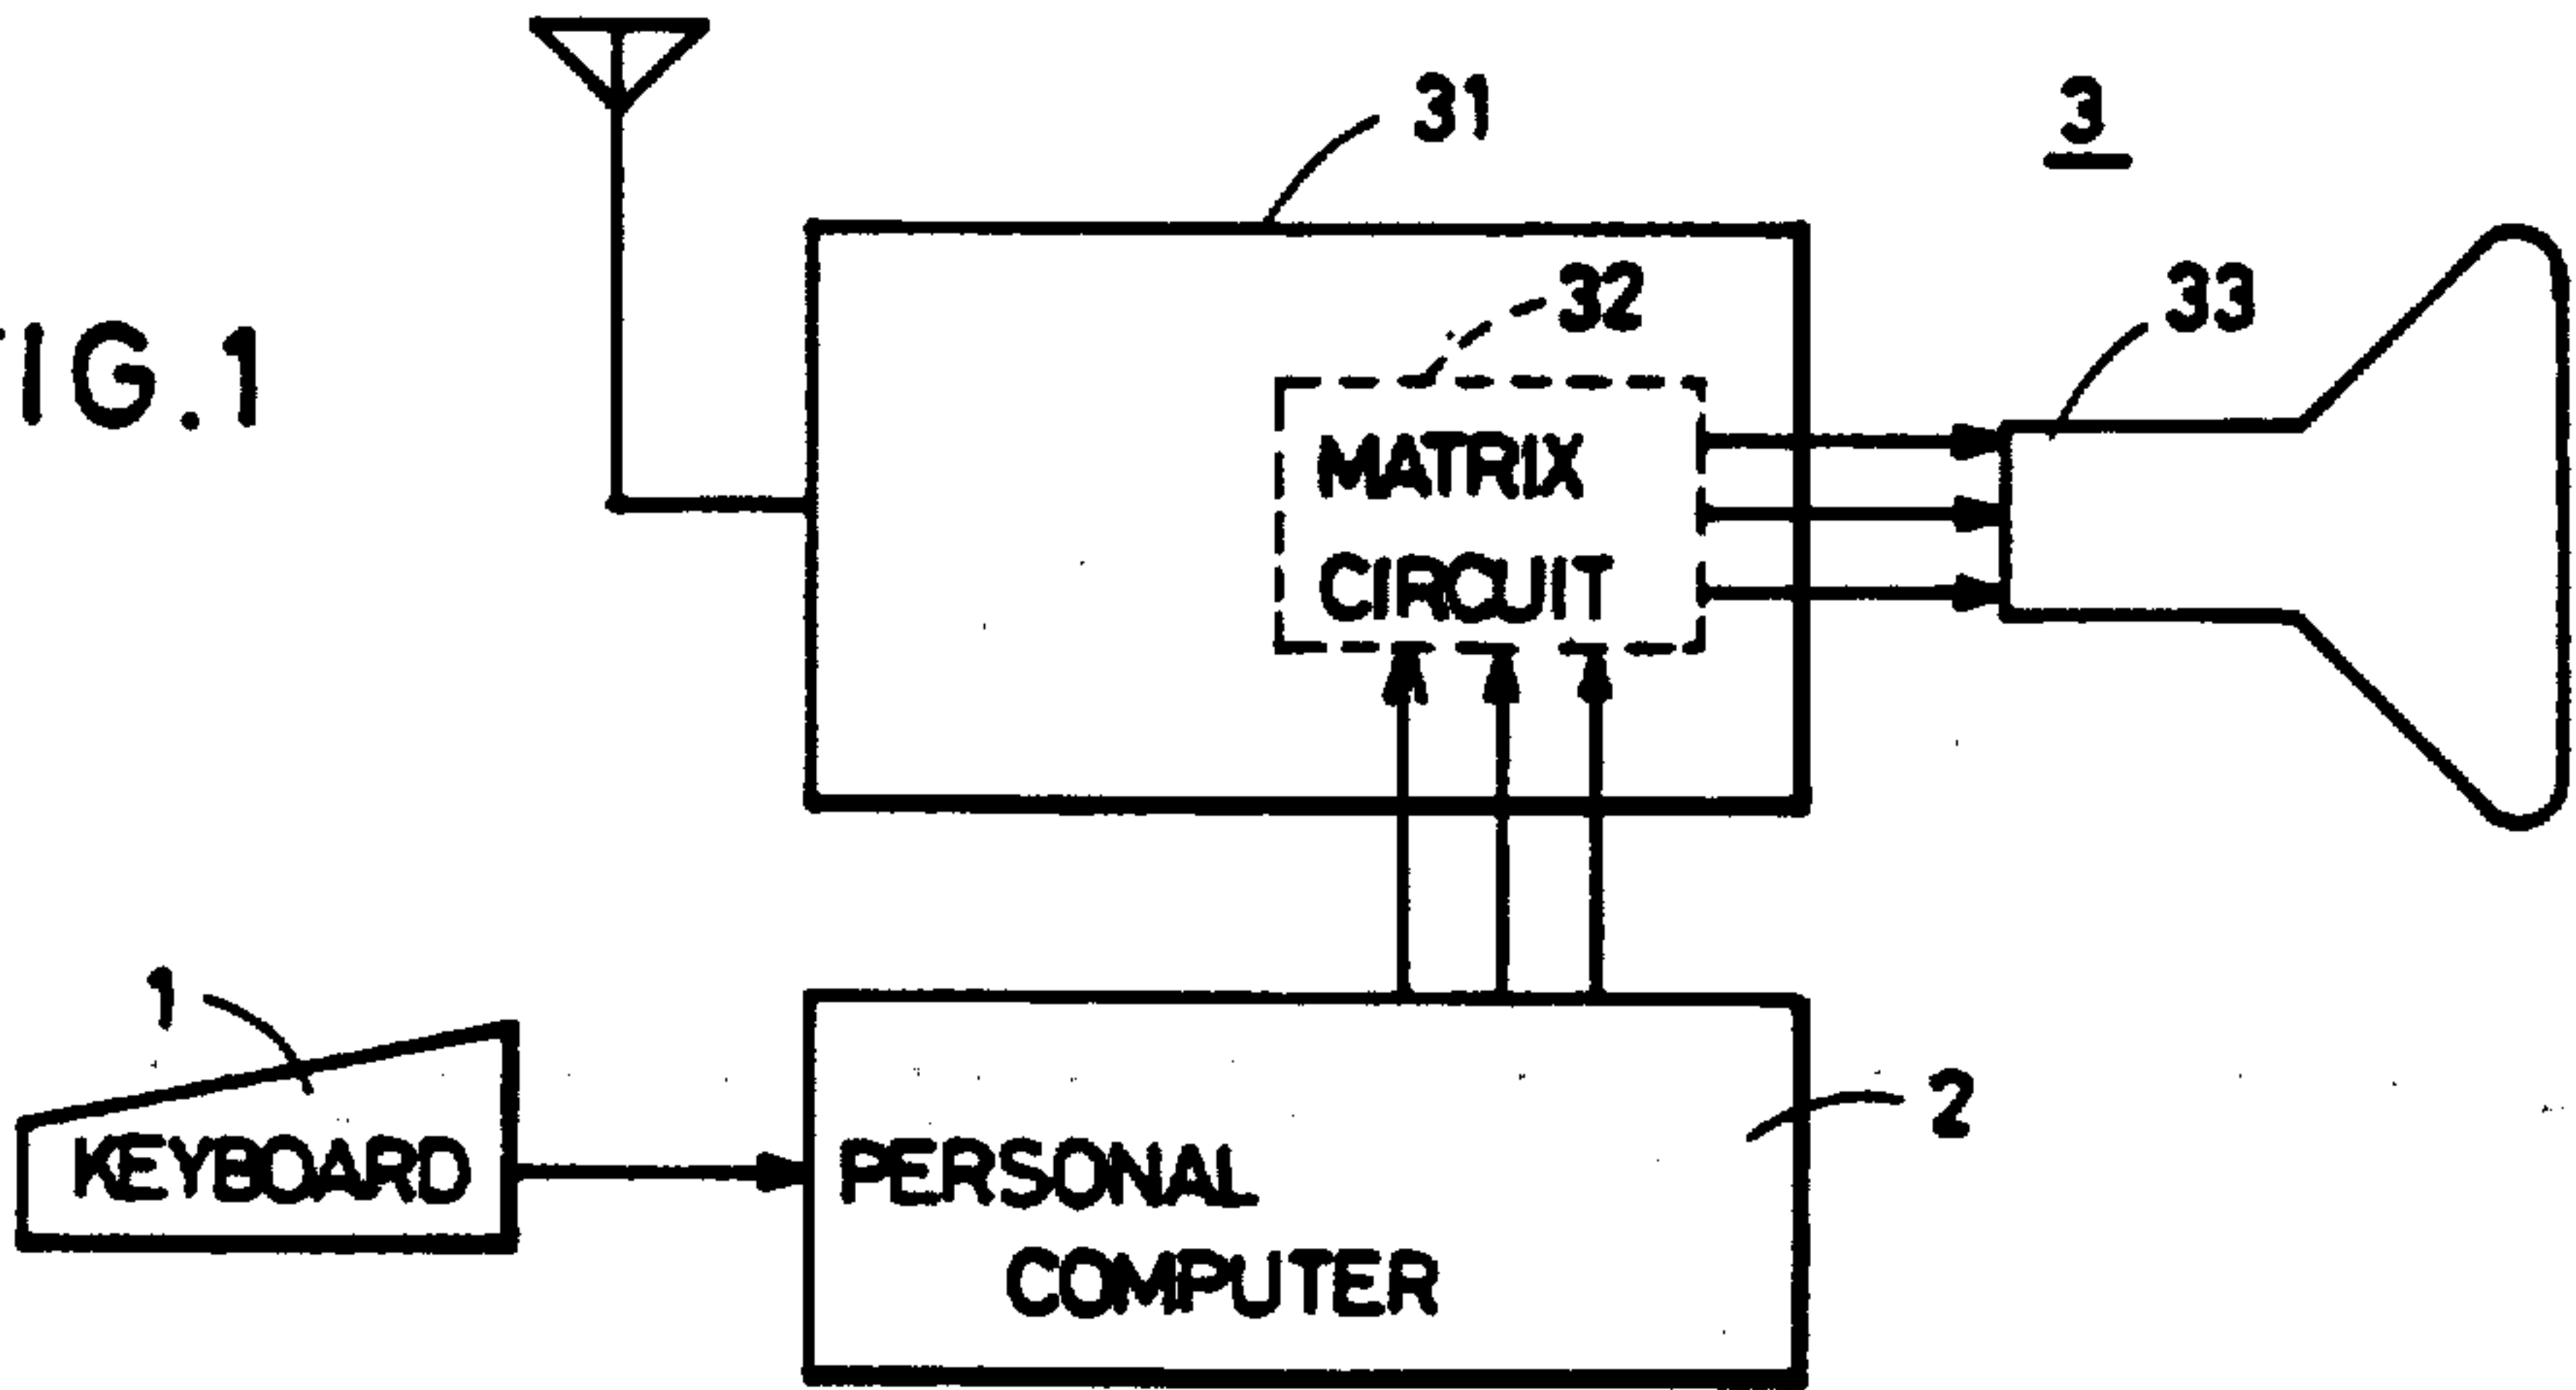 31
3
32
33
FIG.1
MATRIX
CIRCUIT
1
2
KEYBOARD
PERSONAL
COMPUTER